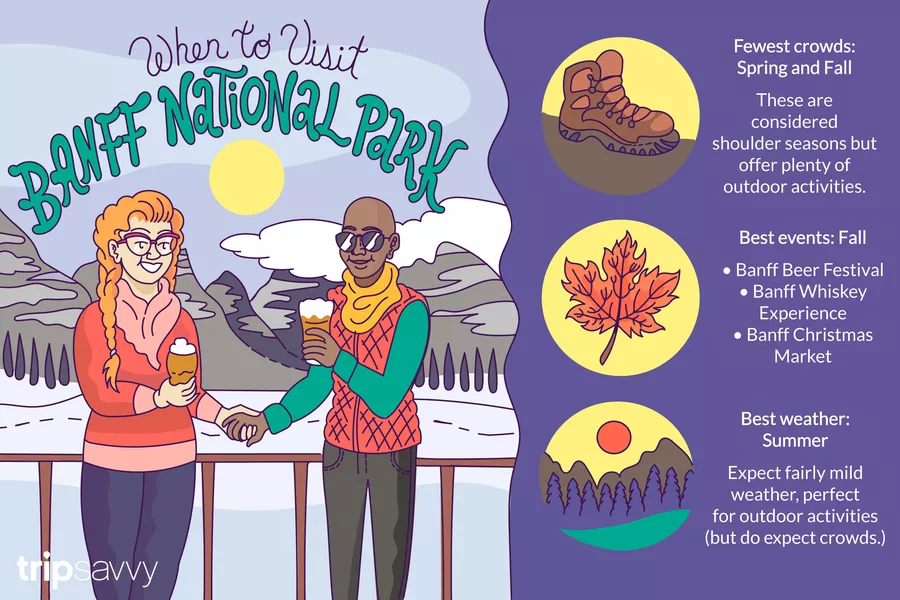 When to Visit
BANFF NATIONAL PARK
Fewest crowds:
Spring and Fall
These are
considered
shoulder seasons but
offer plenty of
outdoor activities.
Best events: Fall
• Banff Beer Festival
• Banff Whiskey
Experience
• Banff Christmas
Market
Best weather:
Summer
Expect fairly mild
weather, perfect
for outdoor activities
(but do expect crowds.)
tripsavvy